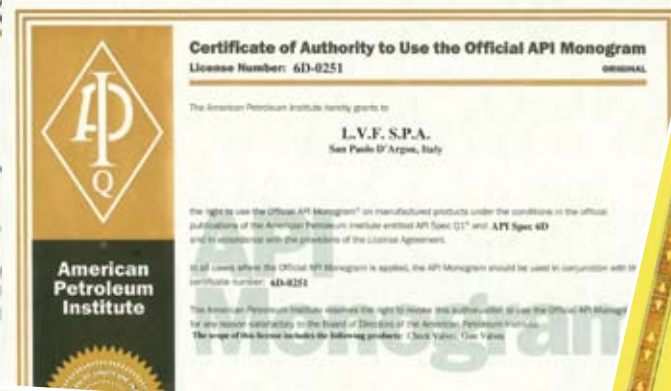 Certificate of Authority to Use the Official API Monogram
License Number: 6D-0251
ORIGINAL
The American Petroleum Institute hereby grants to
L.V.F. S.P.A.
San Paolo D'Argon, Italy
the right to use the Official API Monogram® on manufactured products under the conditions in the official
publications of the American Petroleum Institute entitled API Spec Q1® and API Spec 6D
and in accordance with the provisions of the License Agreement.
In all cases where the Official API Monogram is applied, the API Monogram should be used in conjunction with
certificate number: 6D-0251
The American Petroleum Institute reserves the right to revoke this authorization to use the Official API
for any reason satisfactory to the Board of Directors of the American Petroleum Institute.
The scope of this license includes the following products: Check Valves; Gate Valves
API
Monogram
API
Q
American
Petroleum
Institute